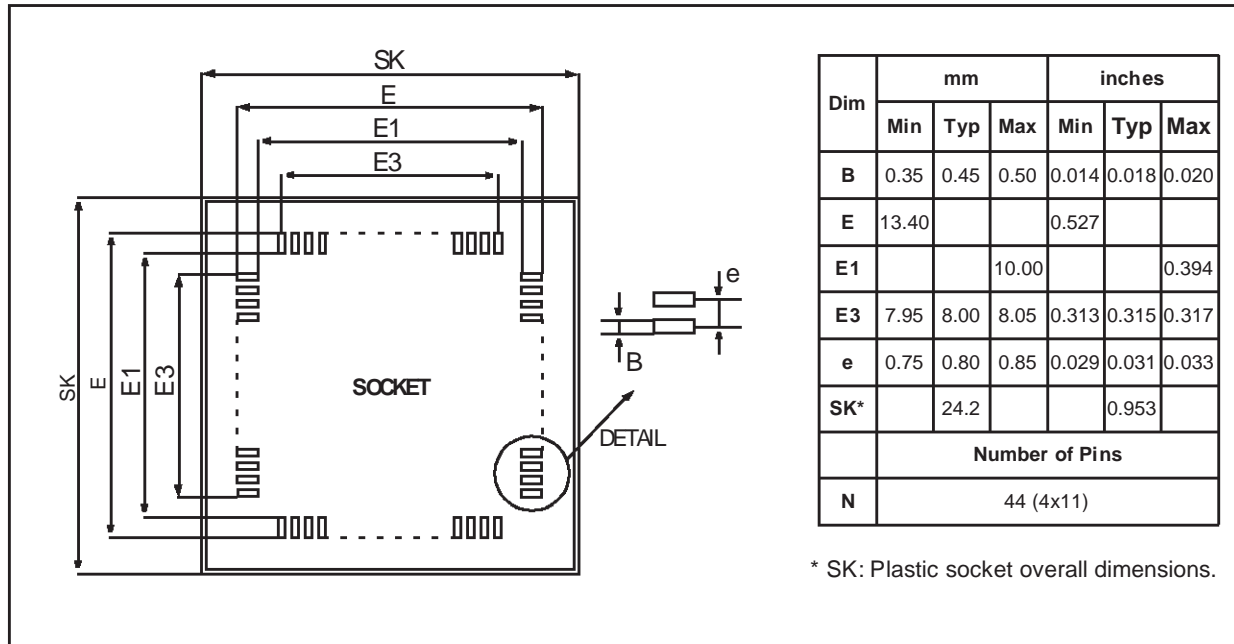 SK
E
E1
E3
SK
E
E1
E3
SOCKET
e
B
DETAIL
Dim mm inches
Min Typ Max Min Typ Max
B 0.35 0.45 0.50 0.014 0.018 0.020
E 13.40 0.527
E1 10.00 0.394
E3 7.95 8.00 8.05 0.313 0.315 0.317
e 0.75 0.80 0.85 0.029 0.031 0.033
SK* 24.2 0.953
Number of Pins
N 44 (4x11)
* SK: Plastic socket overall dimensions.